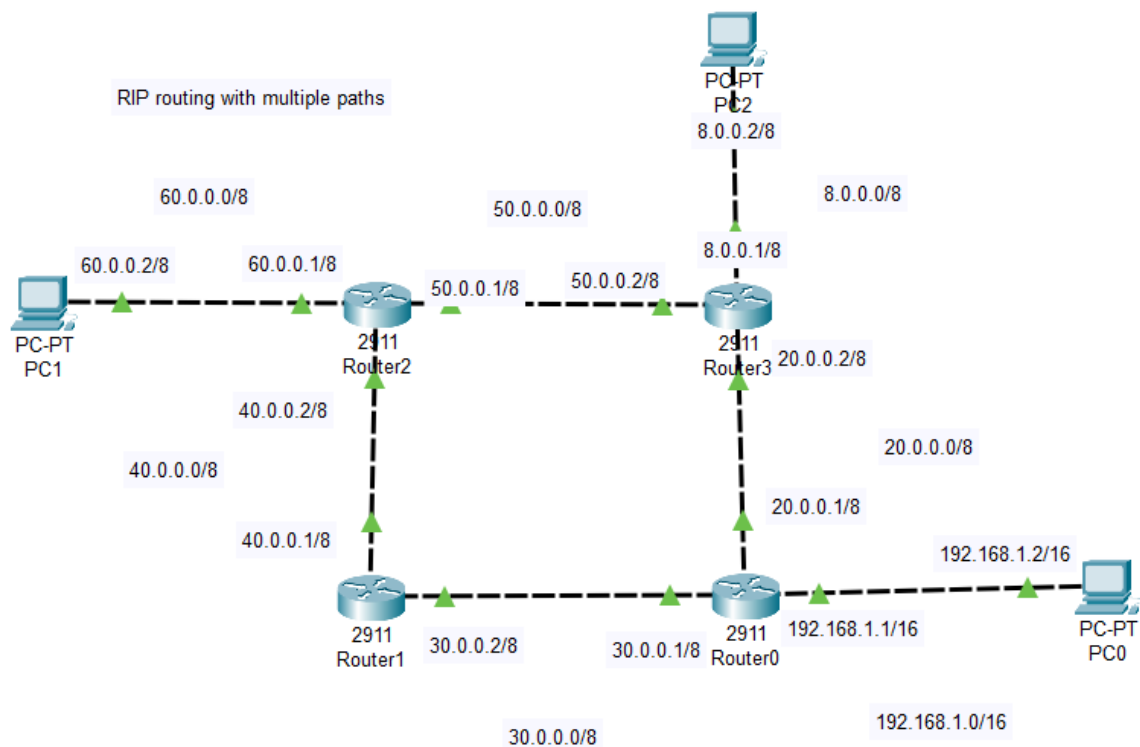 PC-PT
PC2
RIP routing with multiple paths
8.0.0.2/8
60.0.0.0/8
50.0.0.0/8
8.0.0.0/8
60.0.0.2/8
60.0.0.1/8
50.0.0.1/8
50.0.0.2/8
8.0.0.1/8
PC-PT
PC1
2911
Router2
2911
Router3
20.0.0.2/8
40.0.0.2/8
40.0.0.0/8
20.0.0.0/8
20.0.0.1/8
40.0.0.1/8
192.168.1.2/16
2911
Router1
30.0.0.2/8
30.0.0.1/8
2911
Router0
192.168.1.1/16
PC-PT
PC0
30.0.0.0/8
192.168.1.0/16